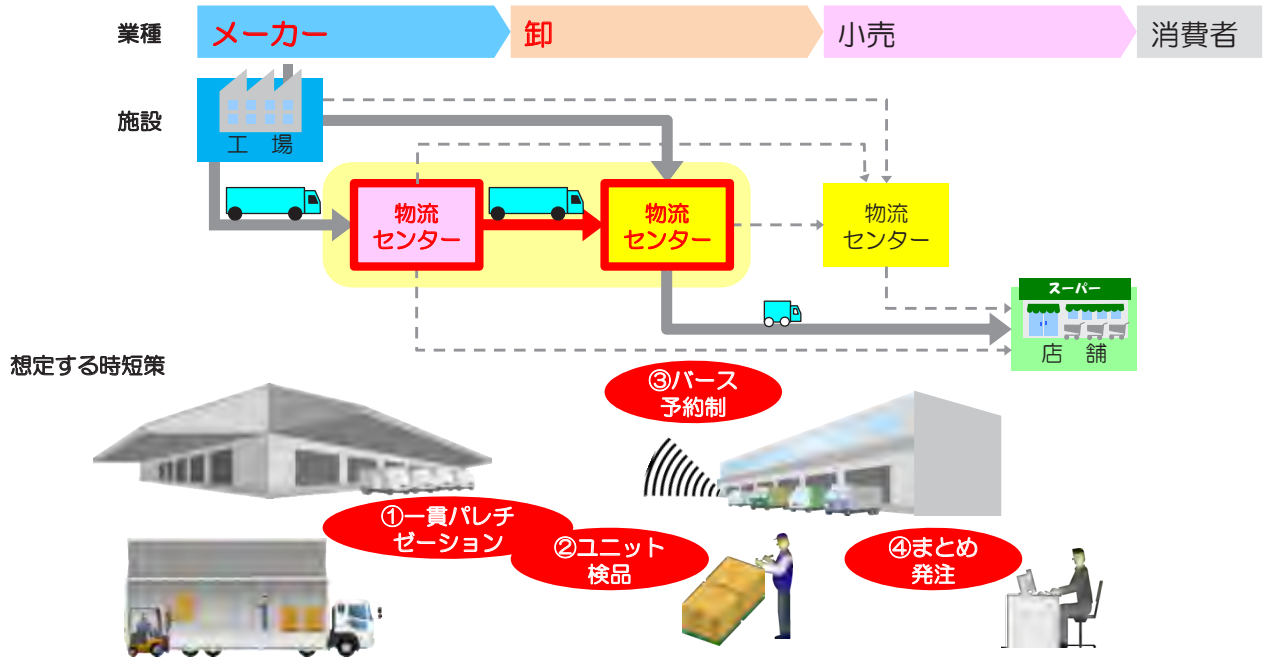 業種
メーカー
卸
小売
消費者
施設
工 場
物流
センター
物流
センター
物流
センター
スーパー
店 舗
想定する時短策
③バース
予約制
①一貫パレチ
ゼーション
②ユニット
検品
④まとめ
発注